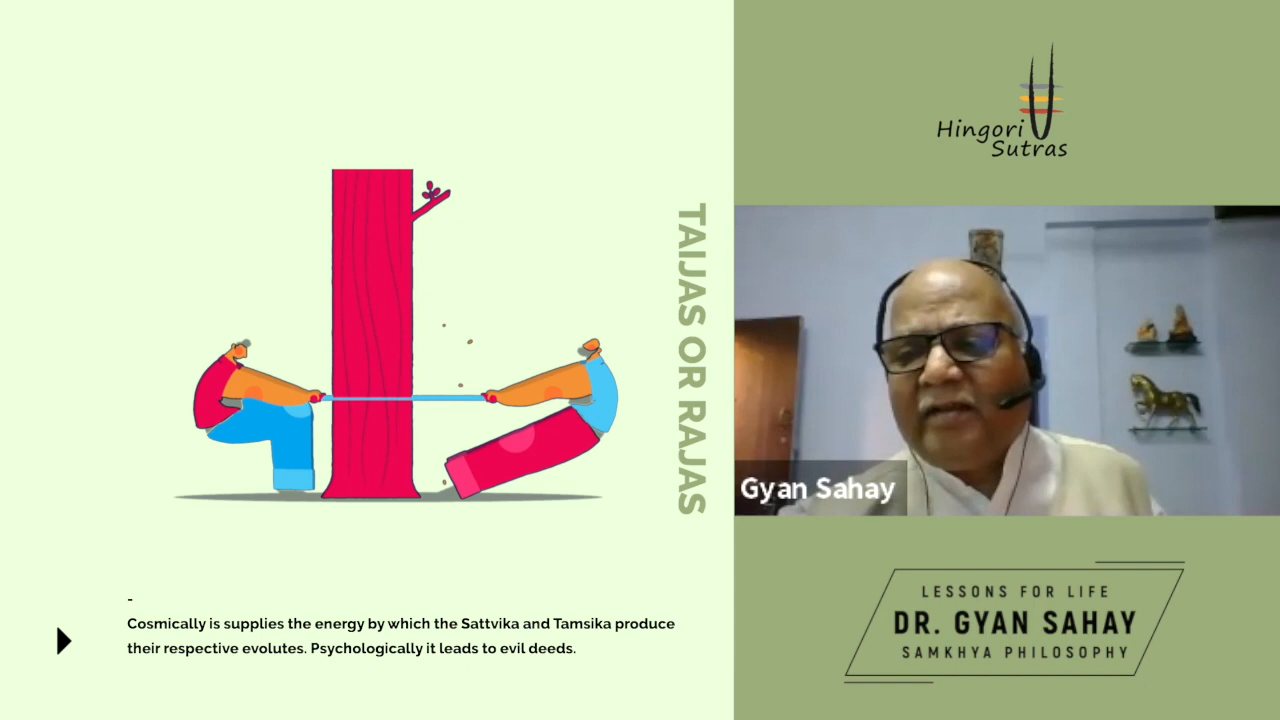 TAIJAS OR RAJAS
-
Cosmically is supplies the energy by which the Sattvika and Tamsika produce
their respective evolutes. Psychologically it leads to evil deeds.
Hingori
Sutras
Gyan Sahay
LESSONS FOR LIFE
DR. GYAN SAHAY
SAMKHYA PHILOSOPHY